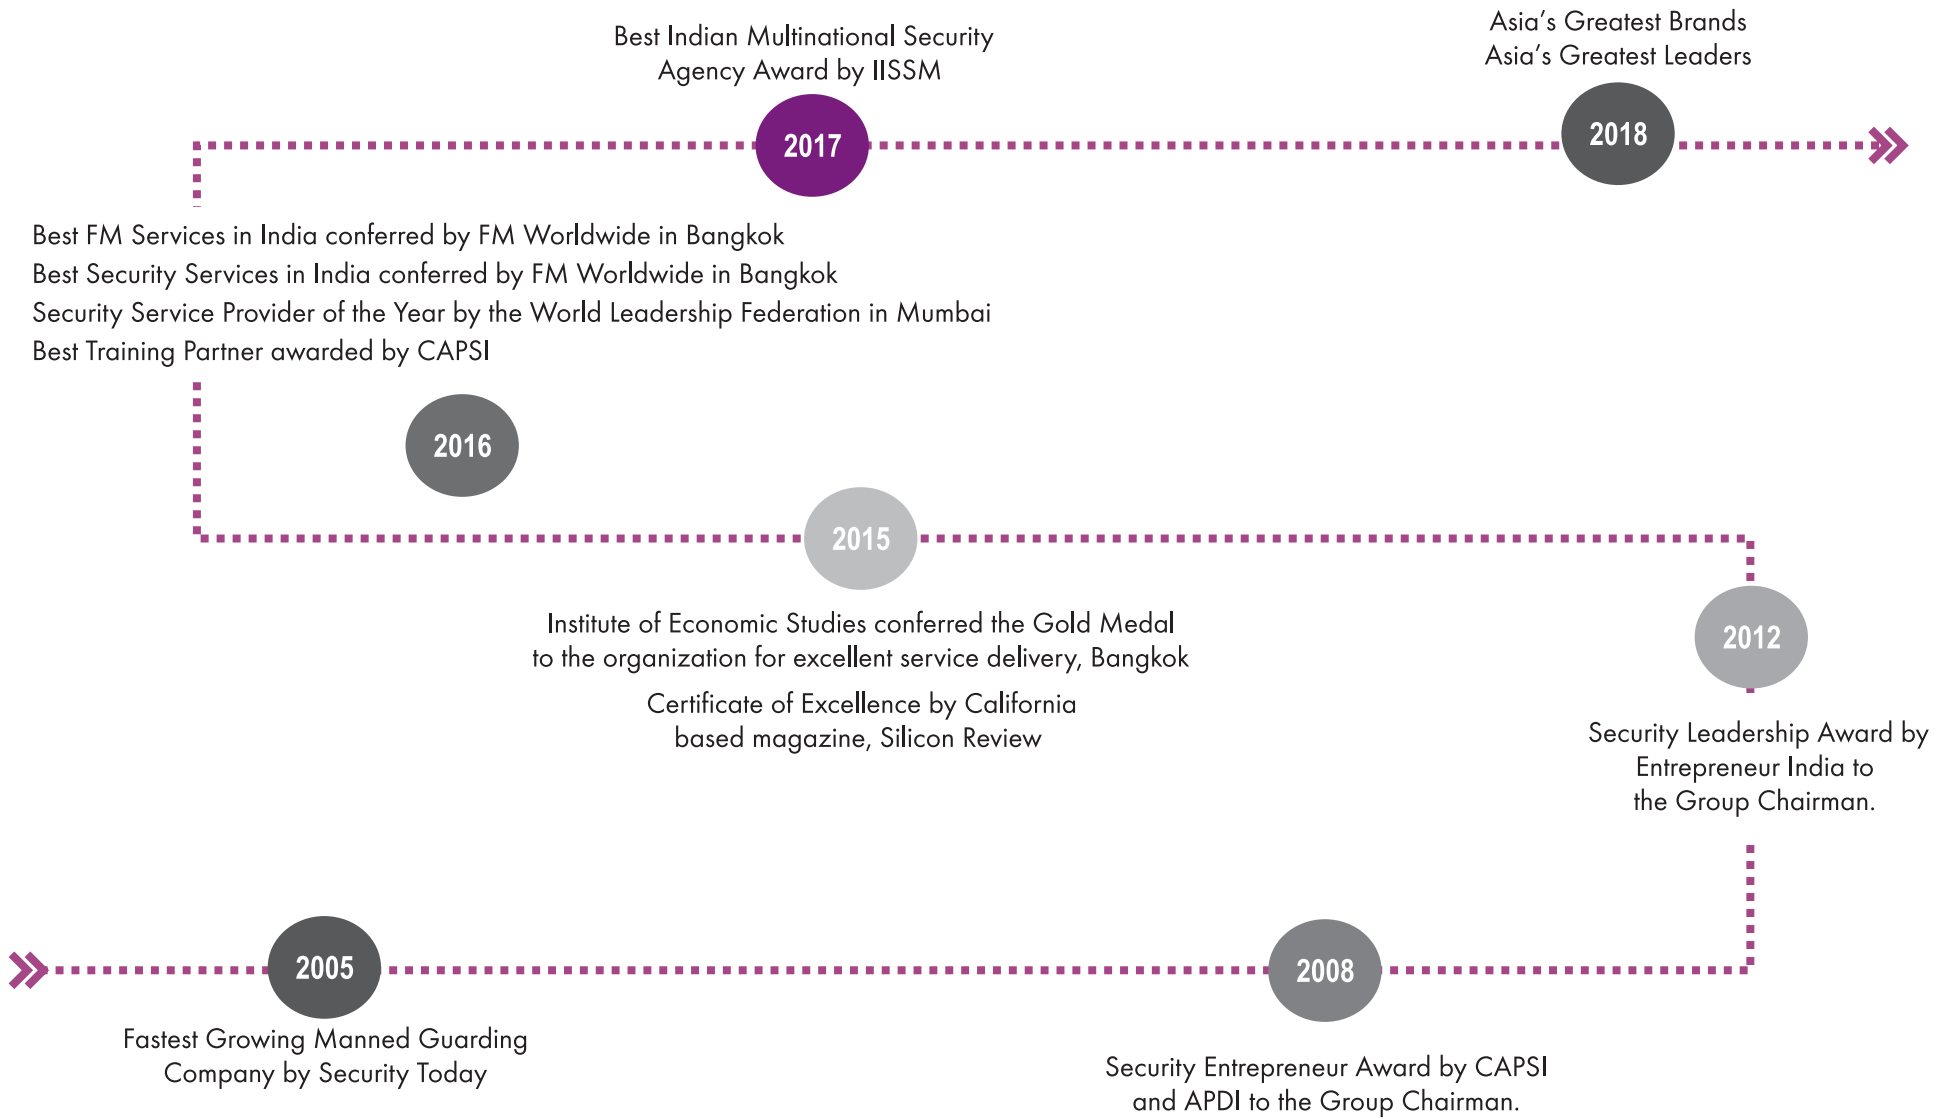 Best Indian Multinational Security
Agency Award by IISSM
2017
Asia's Greatest Brands
Asia's Greatest Leaders
2018
Best FM Services in India conferred by FM Worldwide in Bangkok
Best Security Services in India conferred by FM Worldwide in Bangkok
Security Service Provider of the Year by the World Leadership Federation in Mumbai
Best Training Partner awarded by CAPSI
2016
2015
Institute of Economic Studies conferred the Gold Medal
to the organization for excellent service delivery, Bangkok
Certificate of Excellence by California
based magazine, Silicon Review
2012
Security Leadership Award by
Entrepreneur India to
the Group Chairman.
2005
Fastest Growing Manned Guarding
Company by Security Today
2008
Security Entrepreneur Award by CAPSI
and APDI to the Group Chairman.